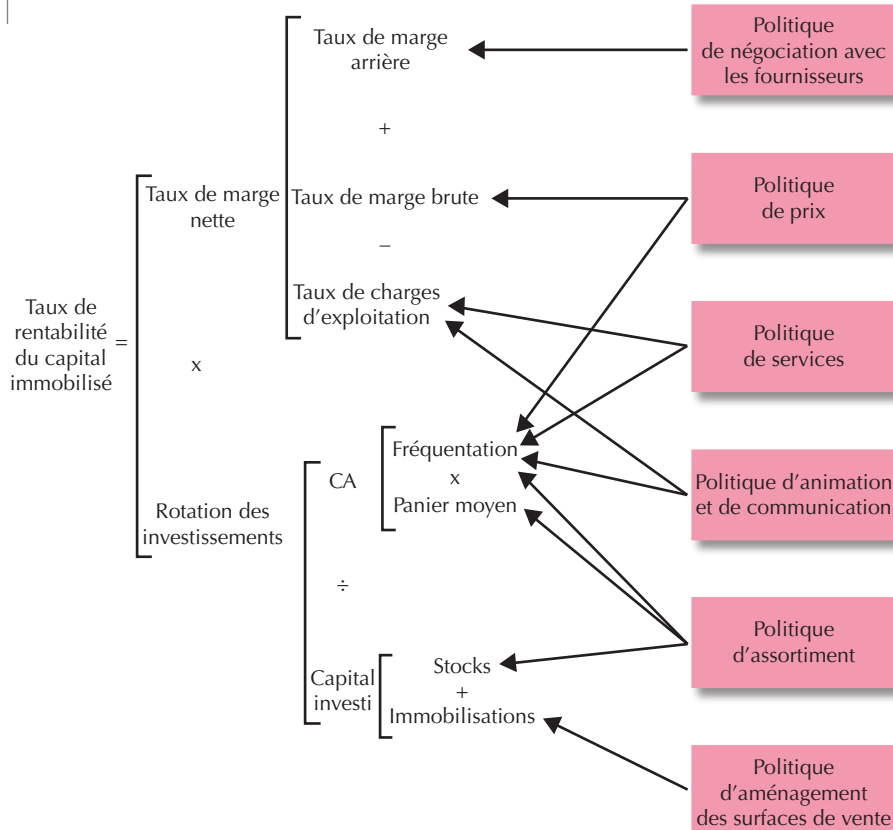 Taux de
rentabilité
du capital
immobilisé
=
Taux de marge
nette
x
Rotation des
investissements
Taux de marge
arrière
+
Taux de marge brute
–
Taux de charges
d'exploitation
CA
Fréquentation
x
Panier moyen
÷
Capital
investi
Stocks
+
Immobilisations
Politique
de négociation avec
les fournisseurs
Politique
de prix
Politique
de services
Politique d'animation
et de communication
Politique
d'assortiment
Politique
d'aménagement
des surfaces de vente